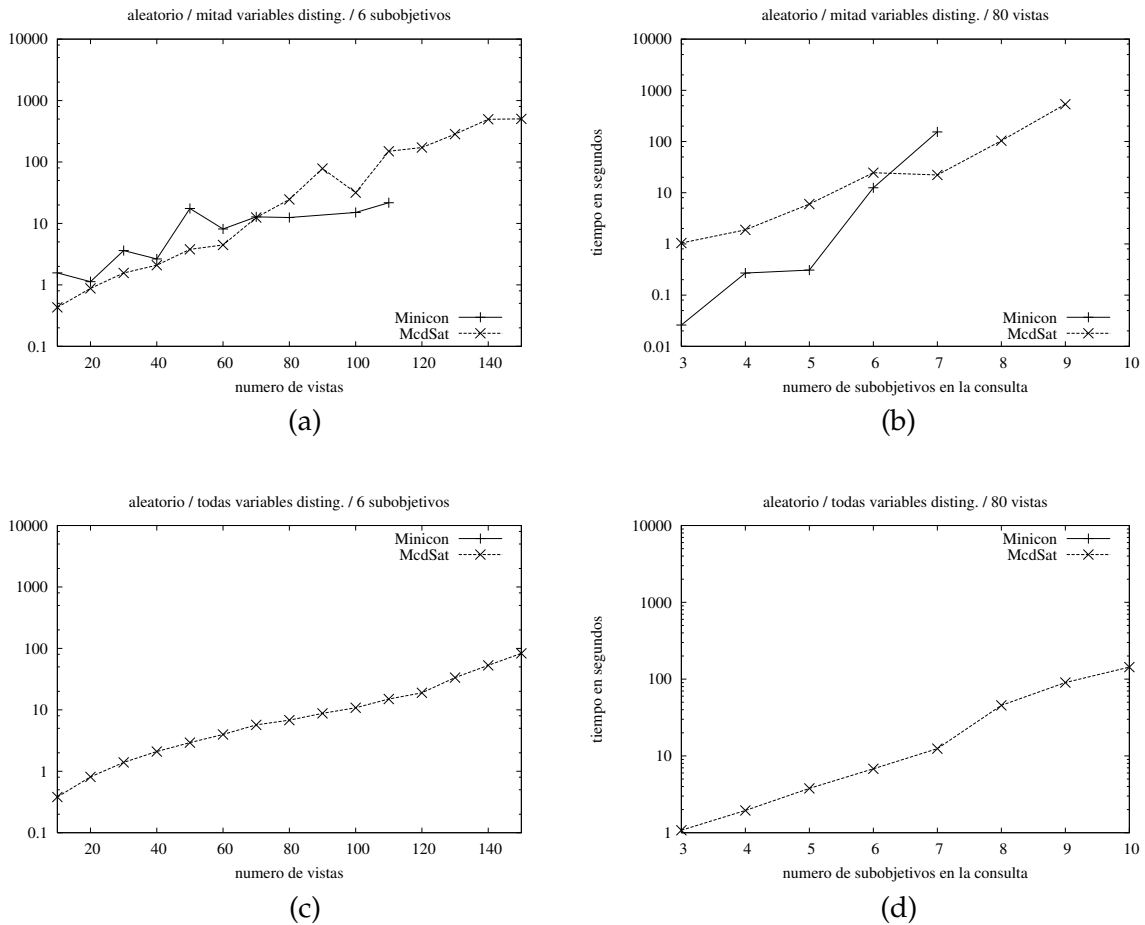 aleatorio / mitad variables disting. / 6 subobjetivos
10000
1000
100
10
1
0.1
20 40 60 80 100 120 140
numero de vistas
Minicon
McdSat
(a)
aleatorio / mitad variables disting. / 80 vistas
tiempo en segundos
10000
1000
100
10
1
0.1
0.01
3 4 5 6 7 8 9 10
numero de subobjetivos en la consulta
Minicon
McdSat
(b)
aleatorio / todas variables disting. / 6 subobjetivos
10000
1000
100
10
1
0.1
20 40 60 80 100 120 140
numero de vistas
Minicon
McdSat
(c)
aleatorio / todas variables disting. / 80 vistas
tiempo en segundos
10000
1000
100
10
1
3 4 5 6 7 8 9 10
numero de subobjetivos en la consulta
Minicon
McdSat
(d)